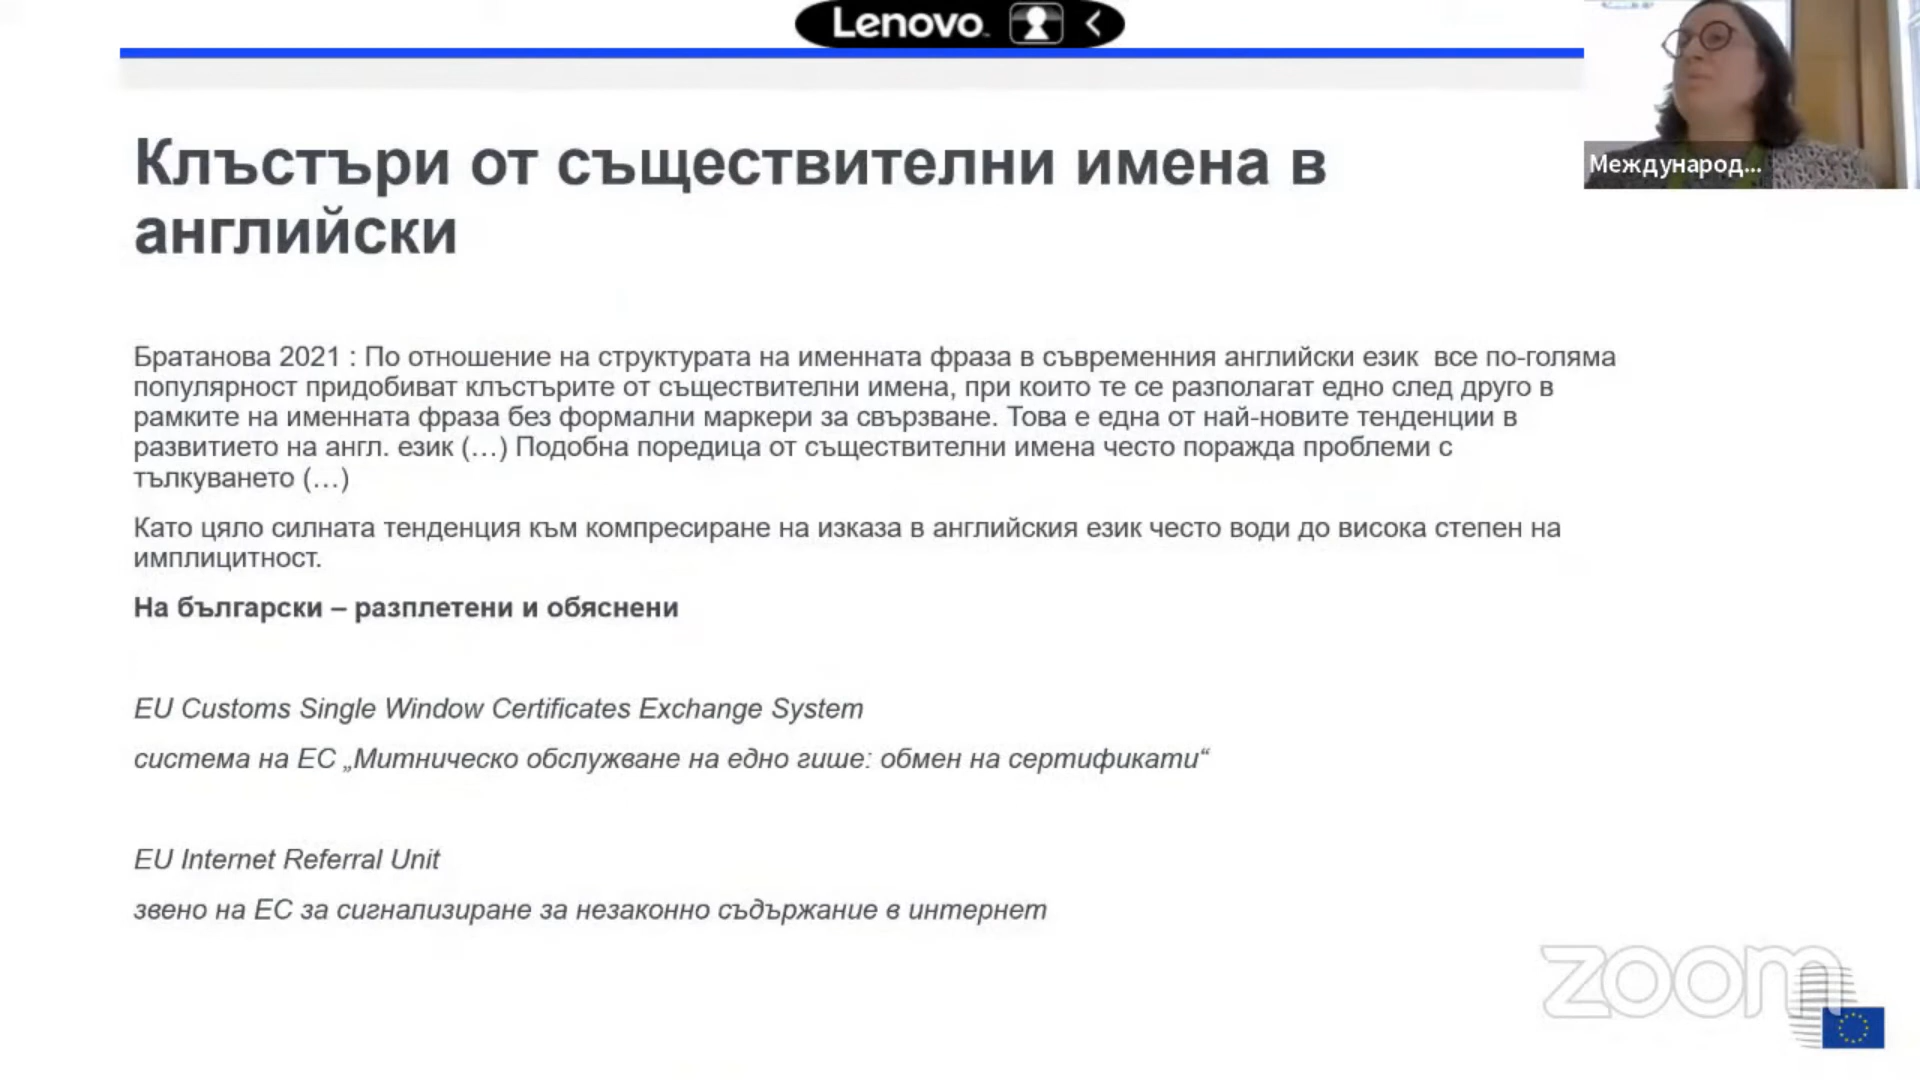 Lenovo
Международ...
Клъстъри от съществителни имена в
английски
Братанова 2021 : По отношение на структурата на именната фраза в съвременния английски език все по-голяма
популярност придобиват клъстърите от съществителни имена, при които те се разполагат едно след друго в
рамките на именната фраза без формални маркери за свързване. Това е една от най-новите тенденции в
развитието на англ. език (…) Подобна поредица от съществителни имена често поражда проблеми с
тълкуването (…)
Като цяло силната тенденция към компресиране на изказа в английския език често води до висока степен на
имплицитност.
На български – разплетени и обяснени
EU Customs Single Window Certificates Exchange System
система на ЕС „Митническо обслужване на едно гише: обмен на сертификати“
EU Internet Referral Unit
звено на ЕС за сигнализиране за незаконно съдържание в интернет
zoom